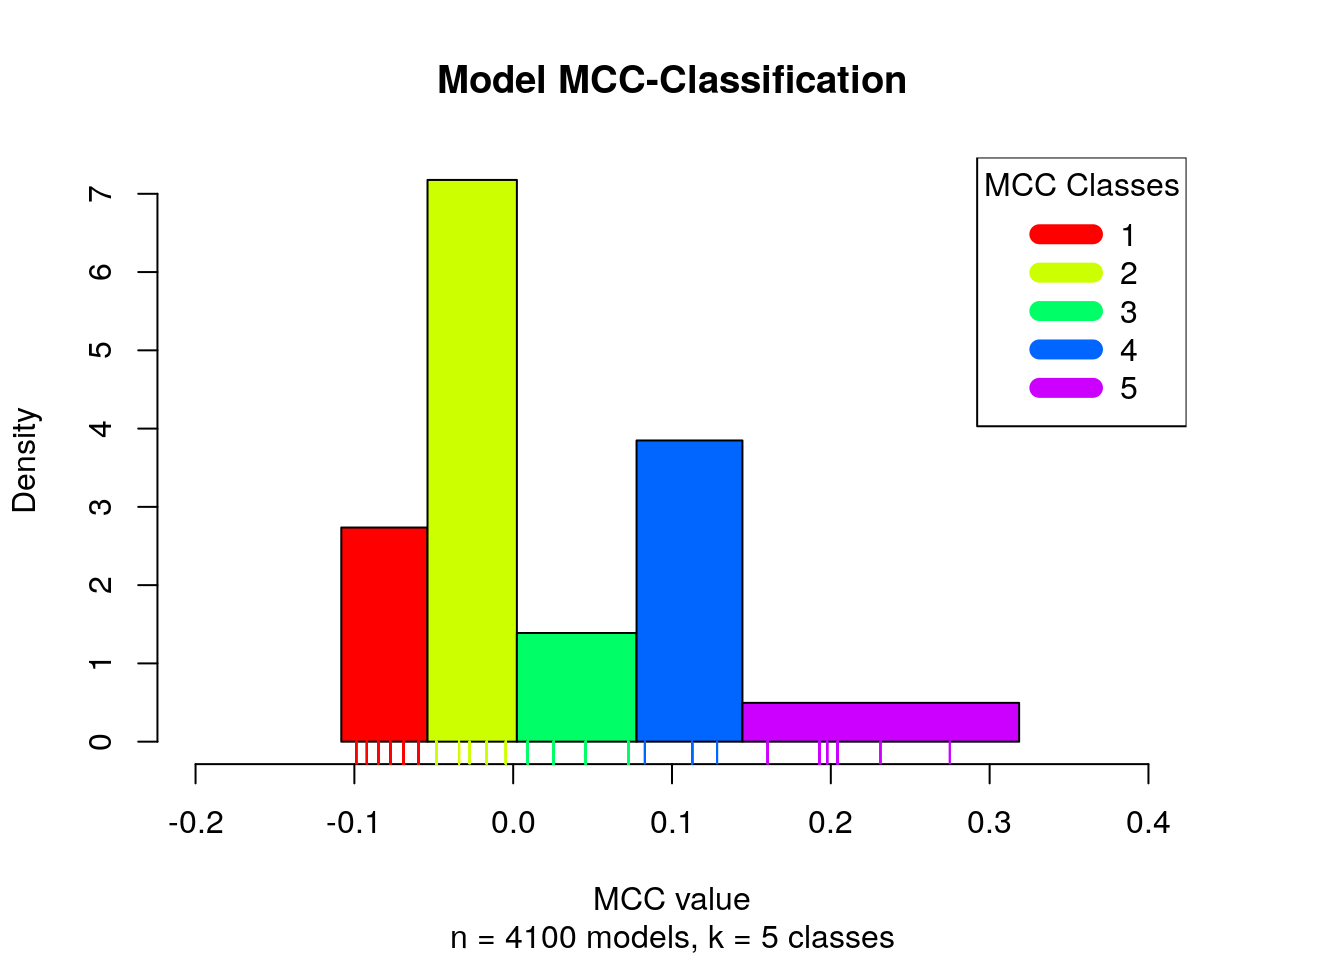 Model MCC-Classification
MCC Classes
1
2
3
4
5
Density
7
6
5
4
3
2
1
0
-0.2 -0.1 0.0 0.1 0.2 0.3 0.4
MCC value
n = 4100 models, k = 5 classes